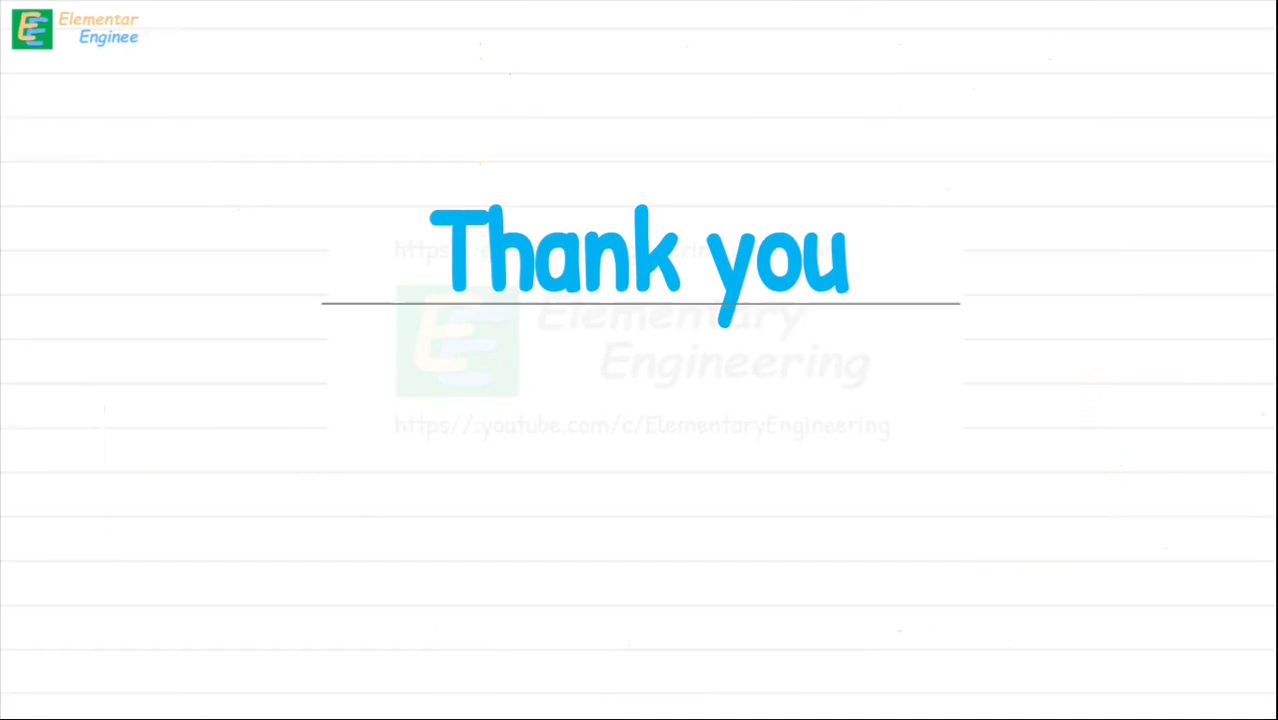 Elementar
Enginee
Thank you
Elementary
Engineering
https//:youtube.com/c/ElementaryEngineering